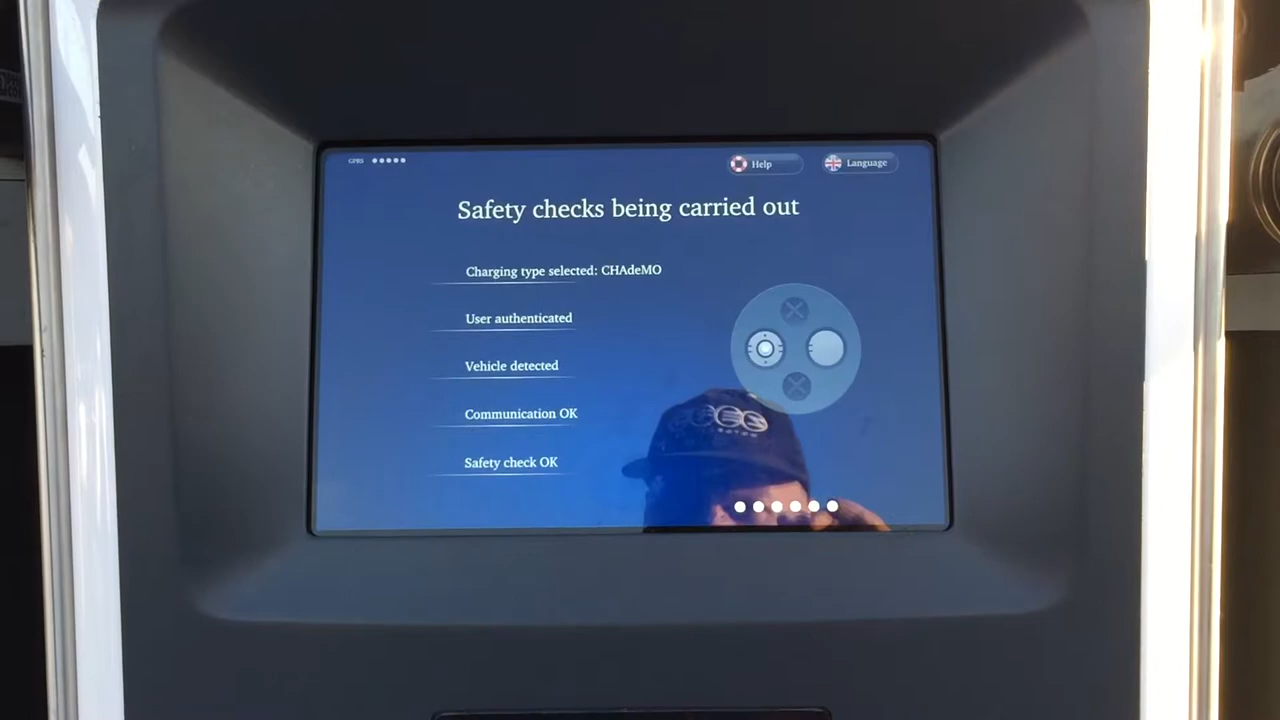 GPRS
Help
Language
Safety checks being carried out
Charging type selected: CHAdeMO
User authenticated
Vehicle detected
Communication OK
Safety check OK